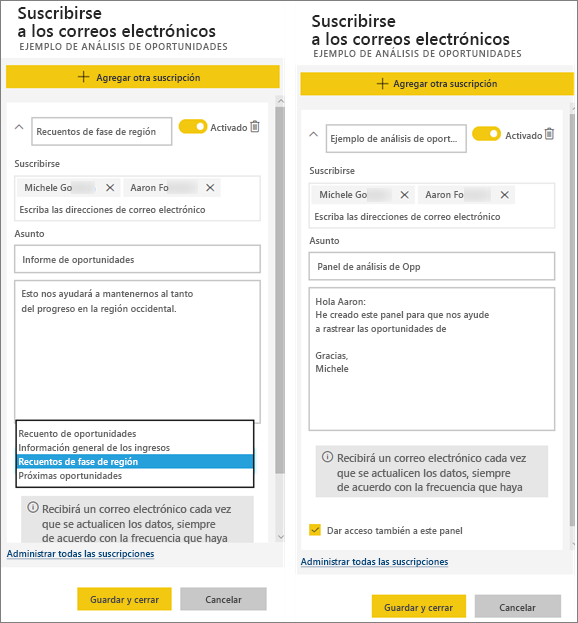 Suscribirse
a los correos electrónicos
EJEMPLO DE ANÁLISIS DE OPORTUNIDADES
Agregar otra suscripción
Recuentos de fase de región
Activado
Suscribirse
Michele Go
Aaron Fo
Escriba las direcciones de correo electrónico
Asunto
Informe de oportunidades
Esto nos ayudará a mantenernos al tanto
del progreso en la región occidental.
Recuento de oportunidades
Información general de los ingresos
Recuentos de fase de región
Próximas oportunidades
Recibirá un correo electrónico cada vez
que se actualicen los datos, siempre
de acuerdo con la frecuencia que haya
Administrar todas las suscripciones
Guardar y cerrar
Cancelar
Suscribirse
a los correos electrónicos
EJEMPLO DE ANÁLISIS DE OPORTUNIDADES
Agregar otra suscripción
Ejemplo de análisis de oport...
Activado
Suscribirse
Michele Go
Aaron Fo
Escriba las direcciones de correo electrónico
Asunto
Panel de análisis de Opp
Hola Aaron:
He creado este panel para que nos ayude
a rastrear las oportunidades de
Gracias,
Michele
Recibirá un correo electrónico cada vez
que se actualicen los datos, siempre
de acuerdo con la frecuencia que haya
Dar acceso también a este panel
Administrar todas las suscripciones
Guardar y cerrar
Cancelar